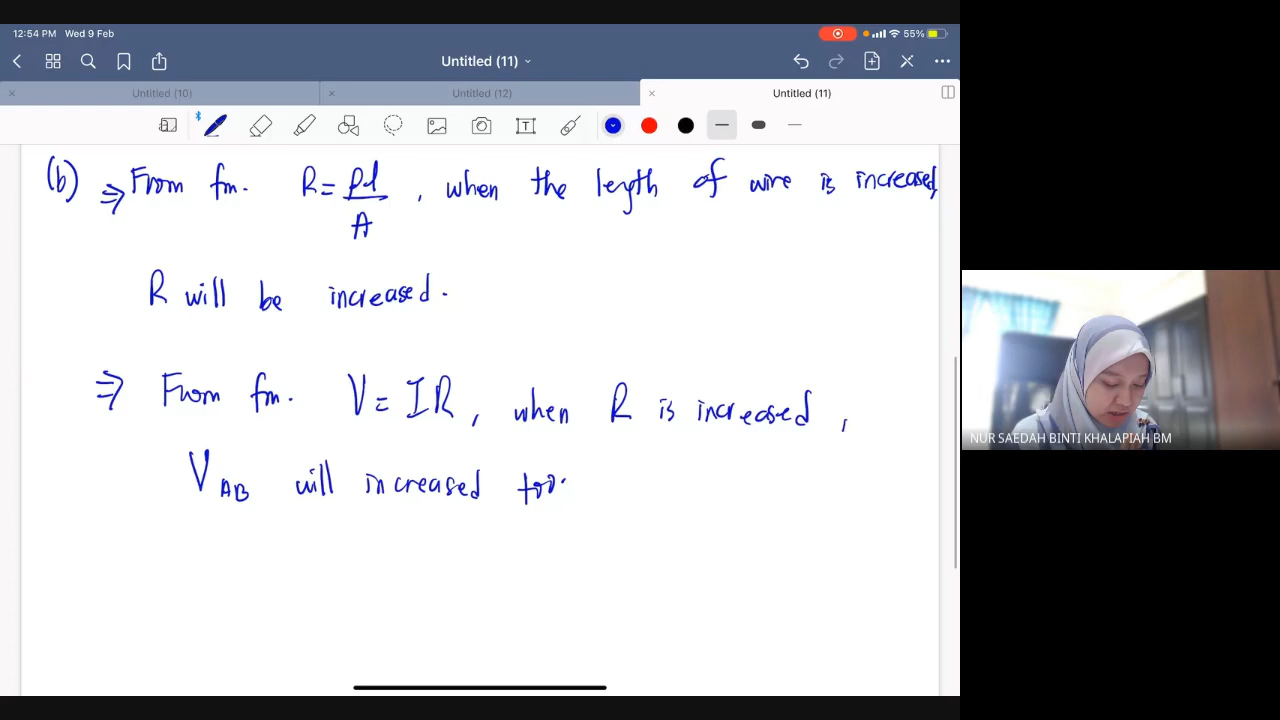 12:54 PM Wed 9 Feb
55%
Untitled (11)
Untitled (10)
Untitled (12)
Untitled (11)
(b) ⇒ From fm. R = ρl / A , when the length of wire is increased,
R will be increased.
⇒ From fm. V = IR , when R is increased ,
V_AB will increased too.
NUR SAEDAH BINTI KHALAPIAH BM